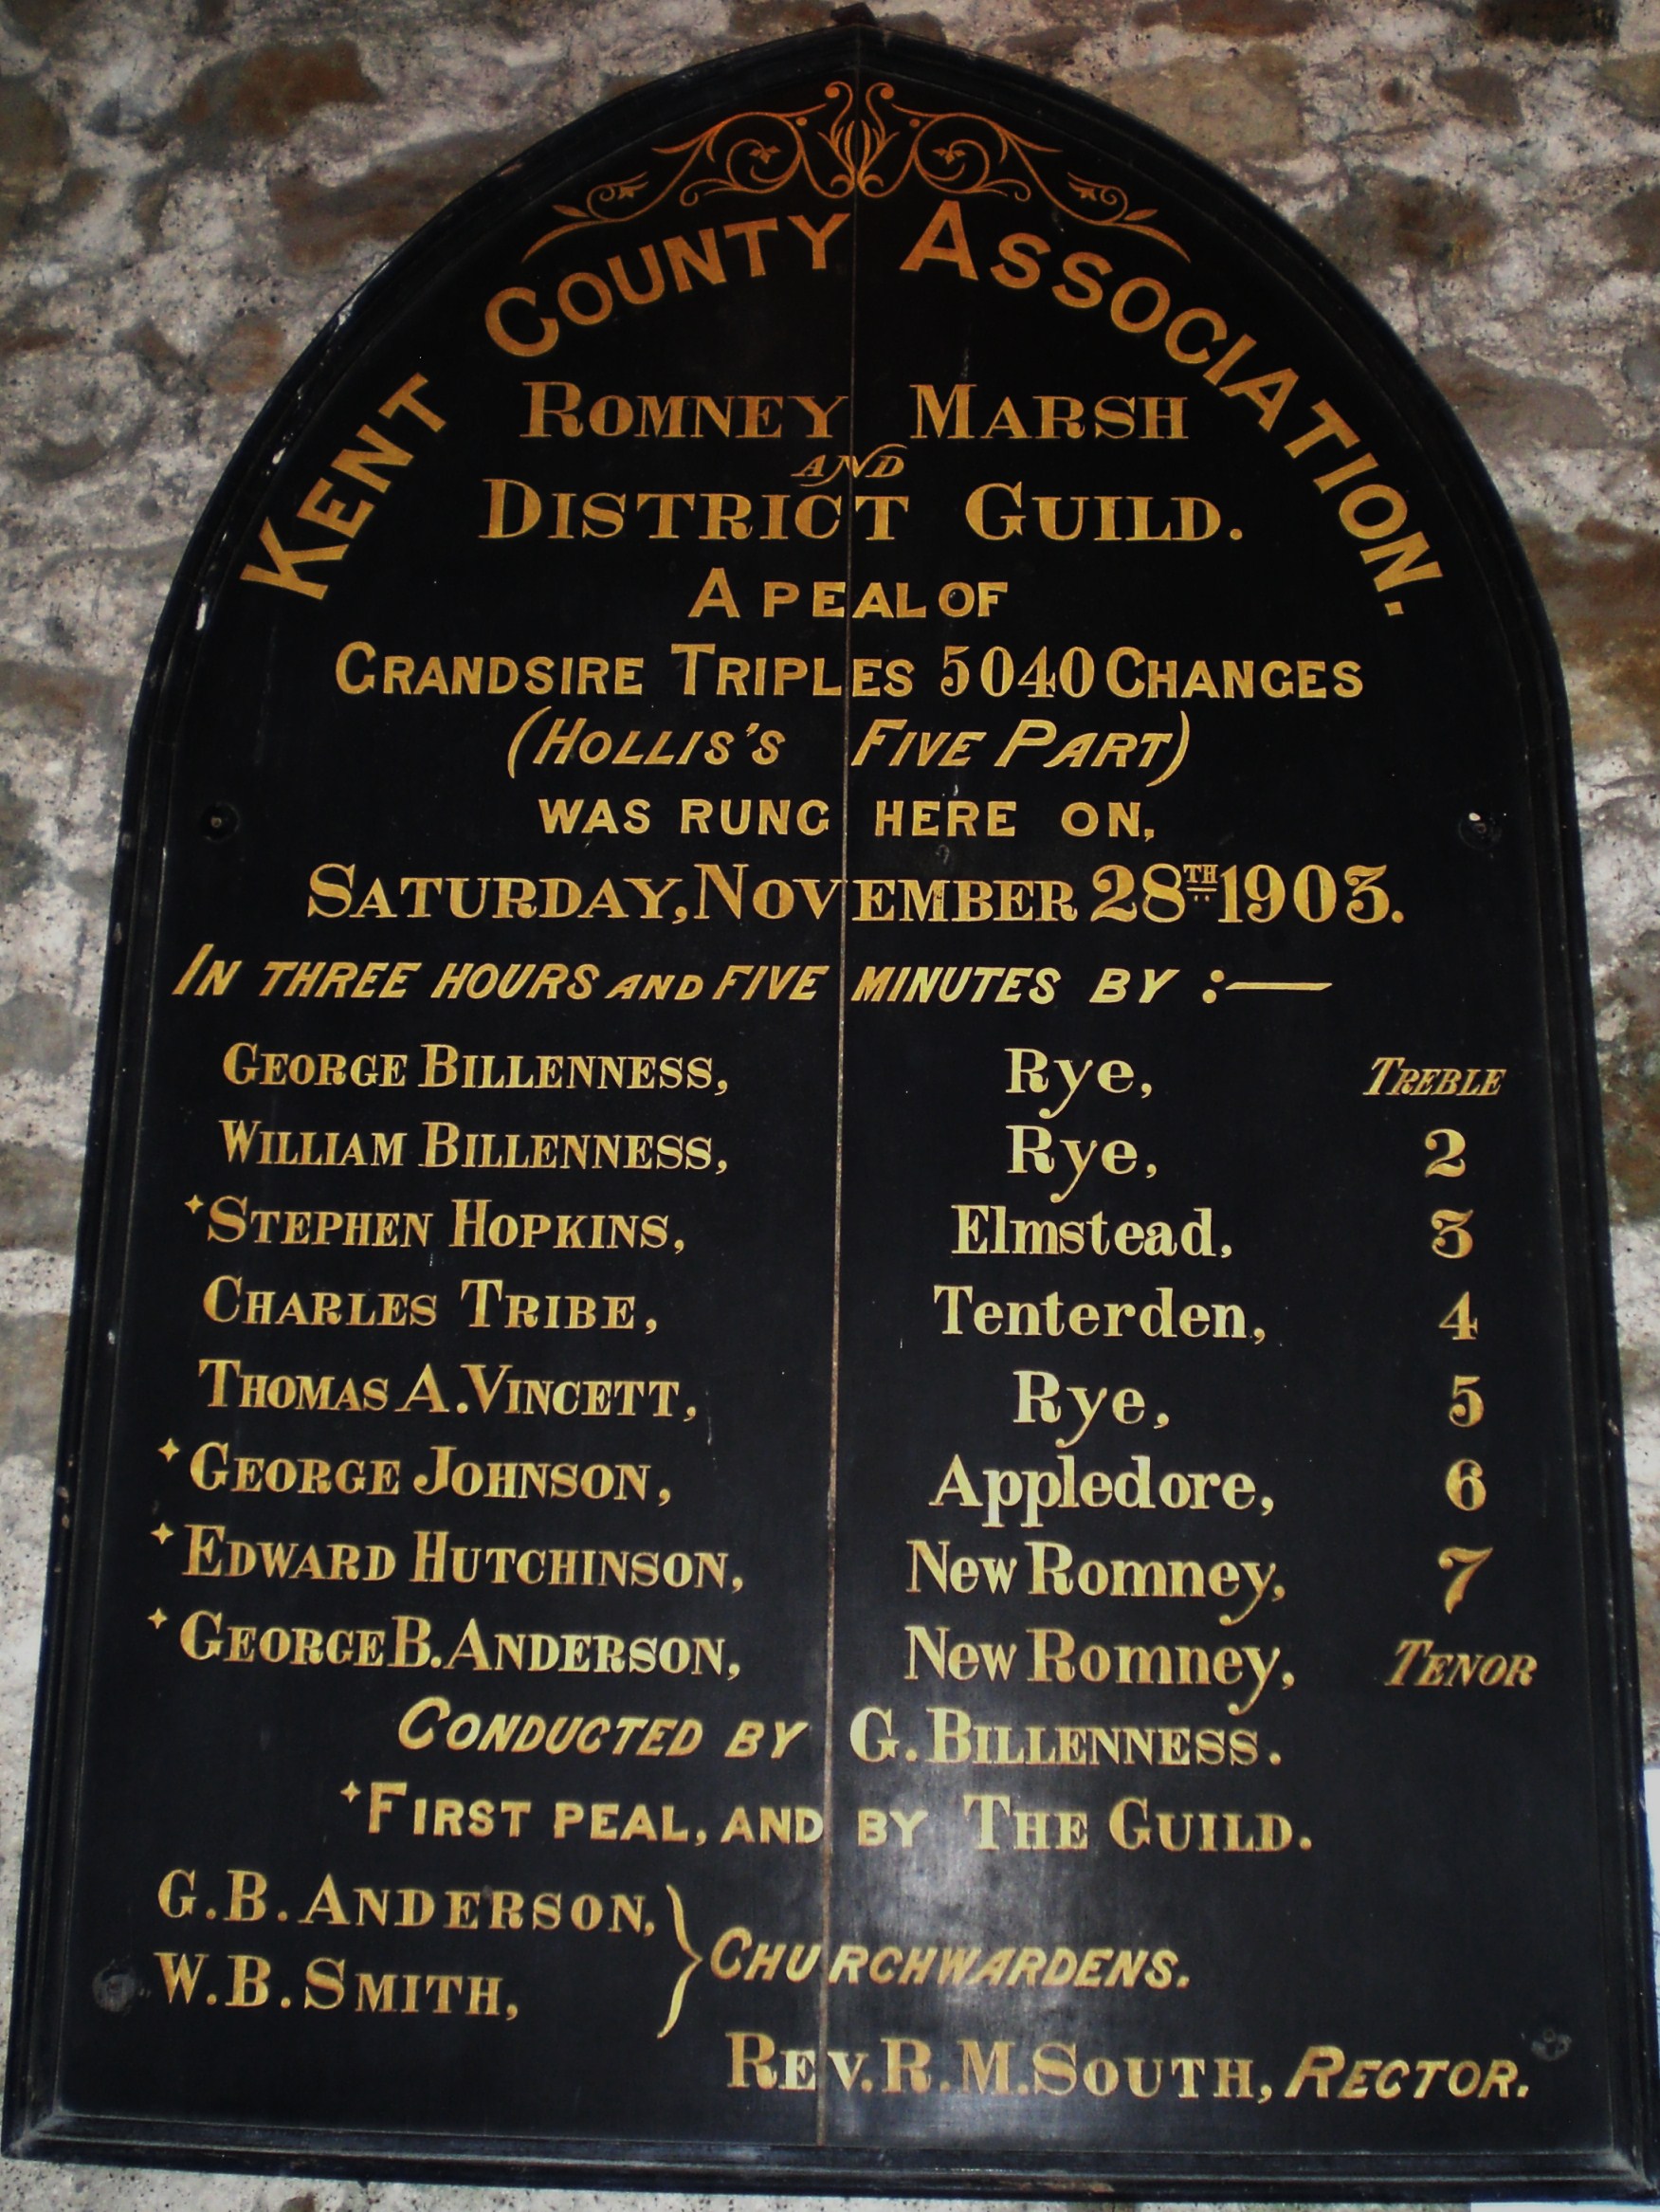 KENT COUNTY ASSOCIATION.
ROMNEY MARSH
AND
DISTRICT GUILD.
A PEAL OF
GRANDSIRE TRIPLES 5040 CHANGES
(HOLLIS'S FIVE PART)
WAS RUNG HERE ON,
SATURDAY, NOVEMBER 28TH 1903.
IN THREE HOURS AND FIVE MINUTES BY :—
GEORGE BILLENNESS, Rye, TREBLE
WILLIAM BILLENNESS, Rye, 2
+STEPHEN HOPKINS, Elmstead, 3
CHARLES TRIBE, Tenterden, 4
THOMAS A. VINCETT, Rye, 5
+GEORGE JOHNSON, Appledore, 6
+EDWARD HUTCHINSON, New Romney, 7
+GEORGE B. ANDERSON, New Romney, TENOR
CONDUCTED BY G. BILLENNESS.
+FIRST PEAL, AND BY THE GUILD.
G. B. ANDERSON,
W. B. SMITH,
} CHURCHWARDENS.
REV. R. M. SOUTH, RECTOR.